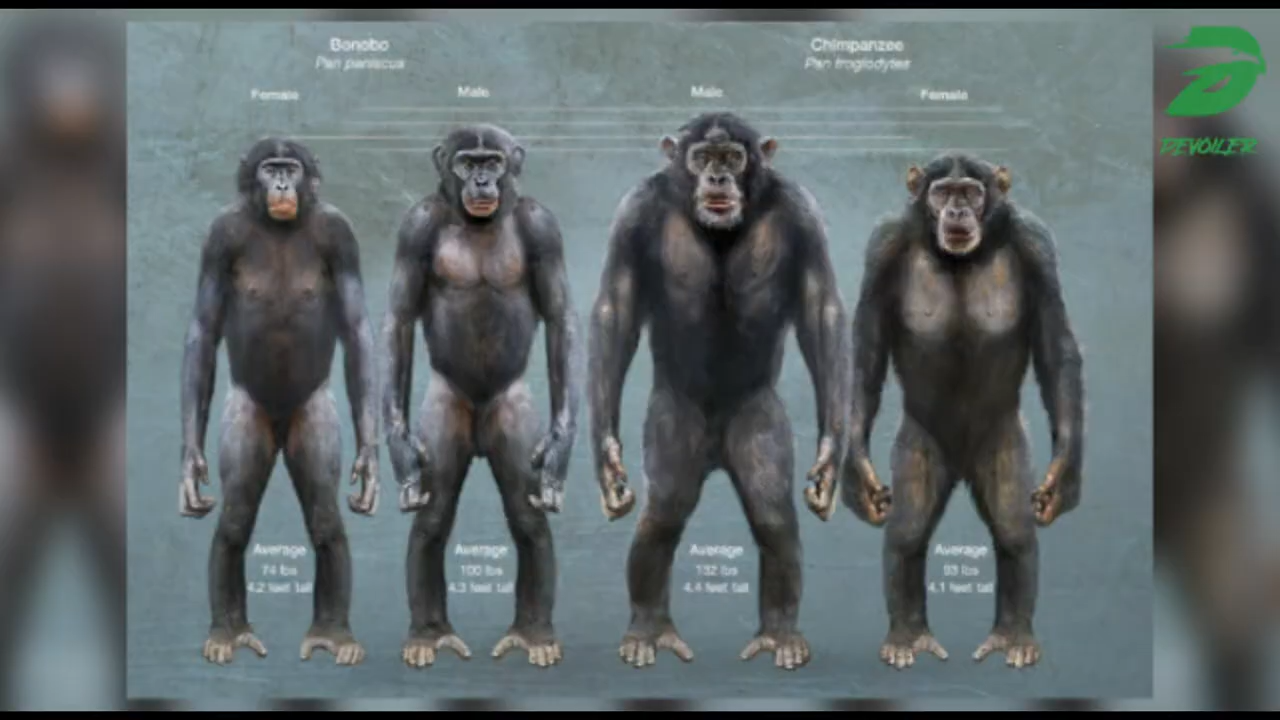 Bonobo
Pan paniscus
Female
Male
Average
74 lbs
4.2 feet tall
Average
100 lbs
4.3 feet tall
Chimpanzee
Pan troglodytes
Male
Female
Average
132 lbs
4.4 feet tall
Average
93 lbs
4.1 feet tall
DEVOILER